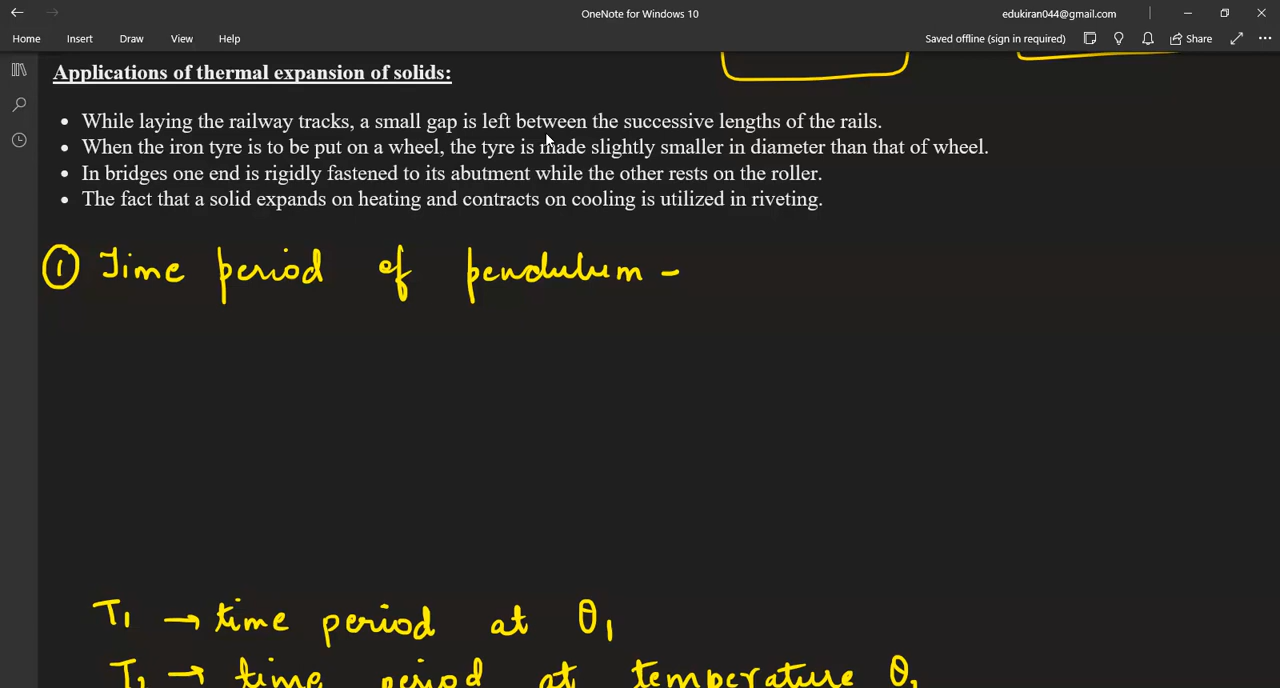 OneNote for Windows 10
edukiran044@gmail.com
Home Insert Draw View Help
Saved offline (sign in required) Share
Applications of thermal expansion of solids:
• While laying the railway tracks, a small gap is left between the successive lengths of the rails.
• When the iron tyre is to be put on a wheel, the tyre is made slightly smaller in diameter than that of wheel.
• In bridges one end is rigidly fastened to its abutment while the other rests on the roller.
• The fact that a solid expands on heating and contracts on cooling is utilized in riveting.
① Time period of pendulum -
T1 → time period at θ1
time period at temperature